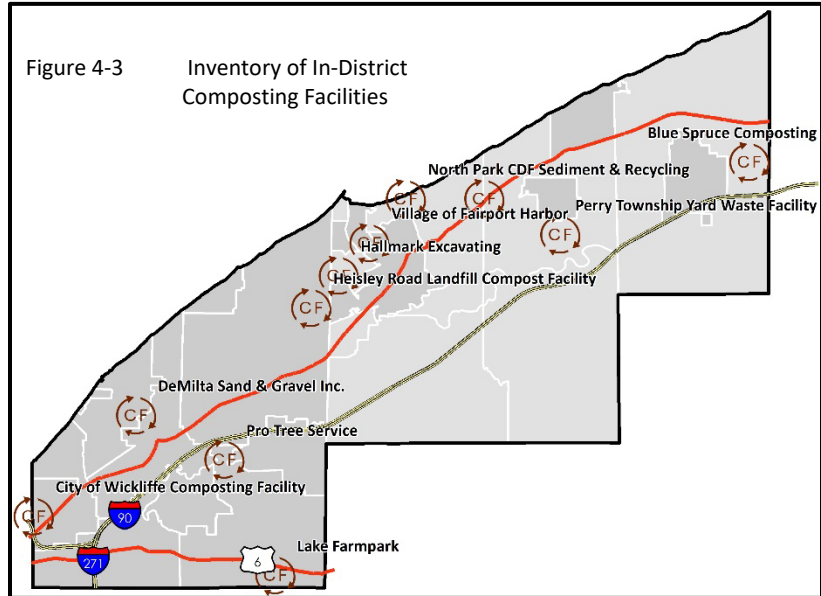 Figure 4-3 Inventory of In-District
Composting Facilities
Blue Spruce Composting
CF
North Park CDF Sediment & Recycling
CF
CF
Perry Township Yard Waste Facility
Village of Fairport Harbor
CF
CF
Hallmark Excavating
CF
Heisley Road Landfill Compost Facility
CF
DeMilta Sand & Gravel Inc.
CF
Pro Tree Service
CF
City of Wickliffe Composting Facility
CF
90
Lake Farmpark
271
6
CF